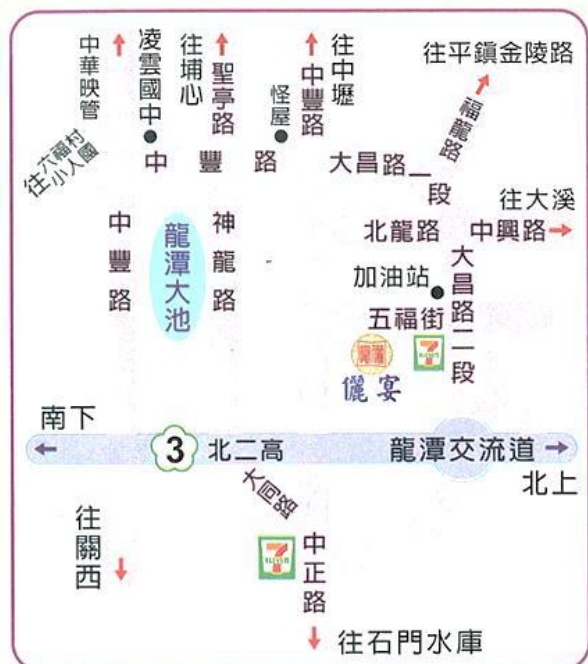 中華映管
凌雲國中
往埔心
聖亭路
怪屋
中豐路
往中壢
往平鎮金陵路
福龍路
往六福村
小人國
中豐路
大昌路一段
往大溪
中豐路
龍潭大池
神龍路
北龍路
中興路
加油站
大昌路二段
五福街
7
ELEVEN
儷宴
南下
3
北二高
龍潭交流道
北上
大同路
往關西
7
ELEVEN
中正路
往石門水庫